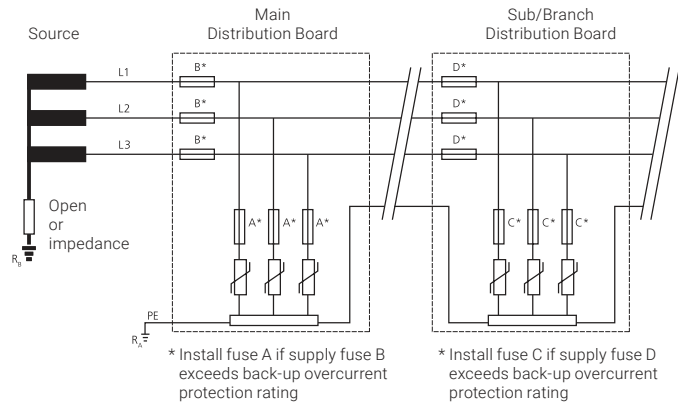 Source
Main
Distribution Board
Sub/Branch
Distribution Board
L1
B*
D*
L2
B*
D*
L3
B*
D*
Open
or
impedance
R_B
A* A* A*
C* C* C*
PE
R_A
* Install fuse A if supply fuse B
exceeds back-up overcurrent
protection rating
* Install fuse C if supply fuse D
exceeds back-up overcurrent
protection rating